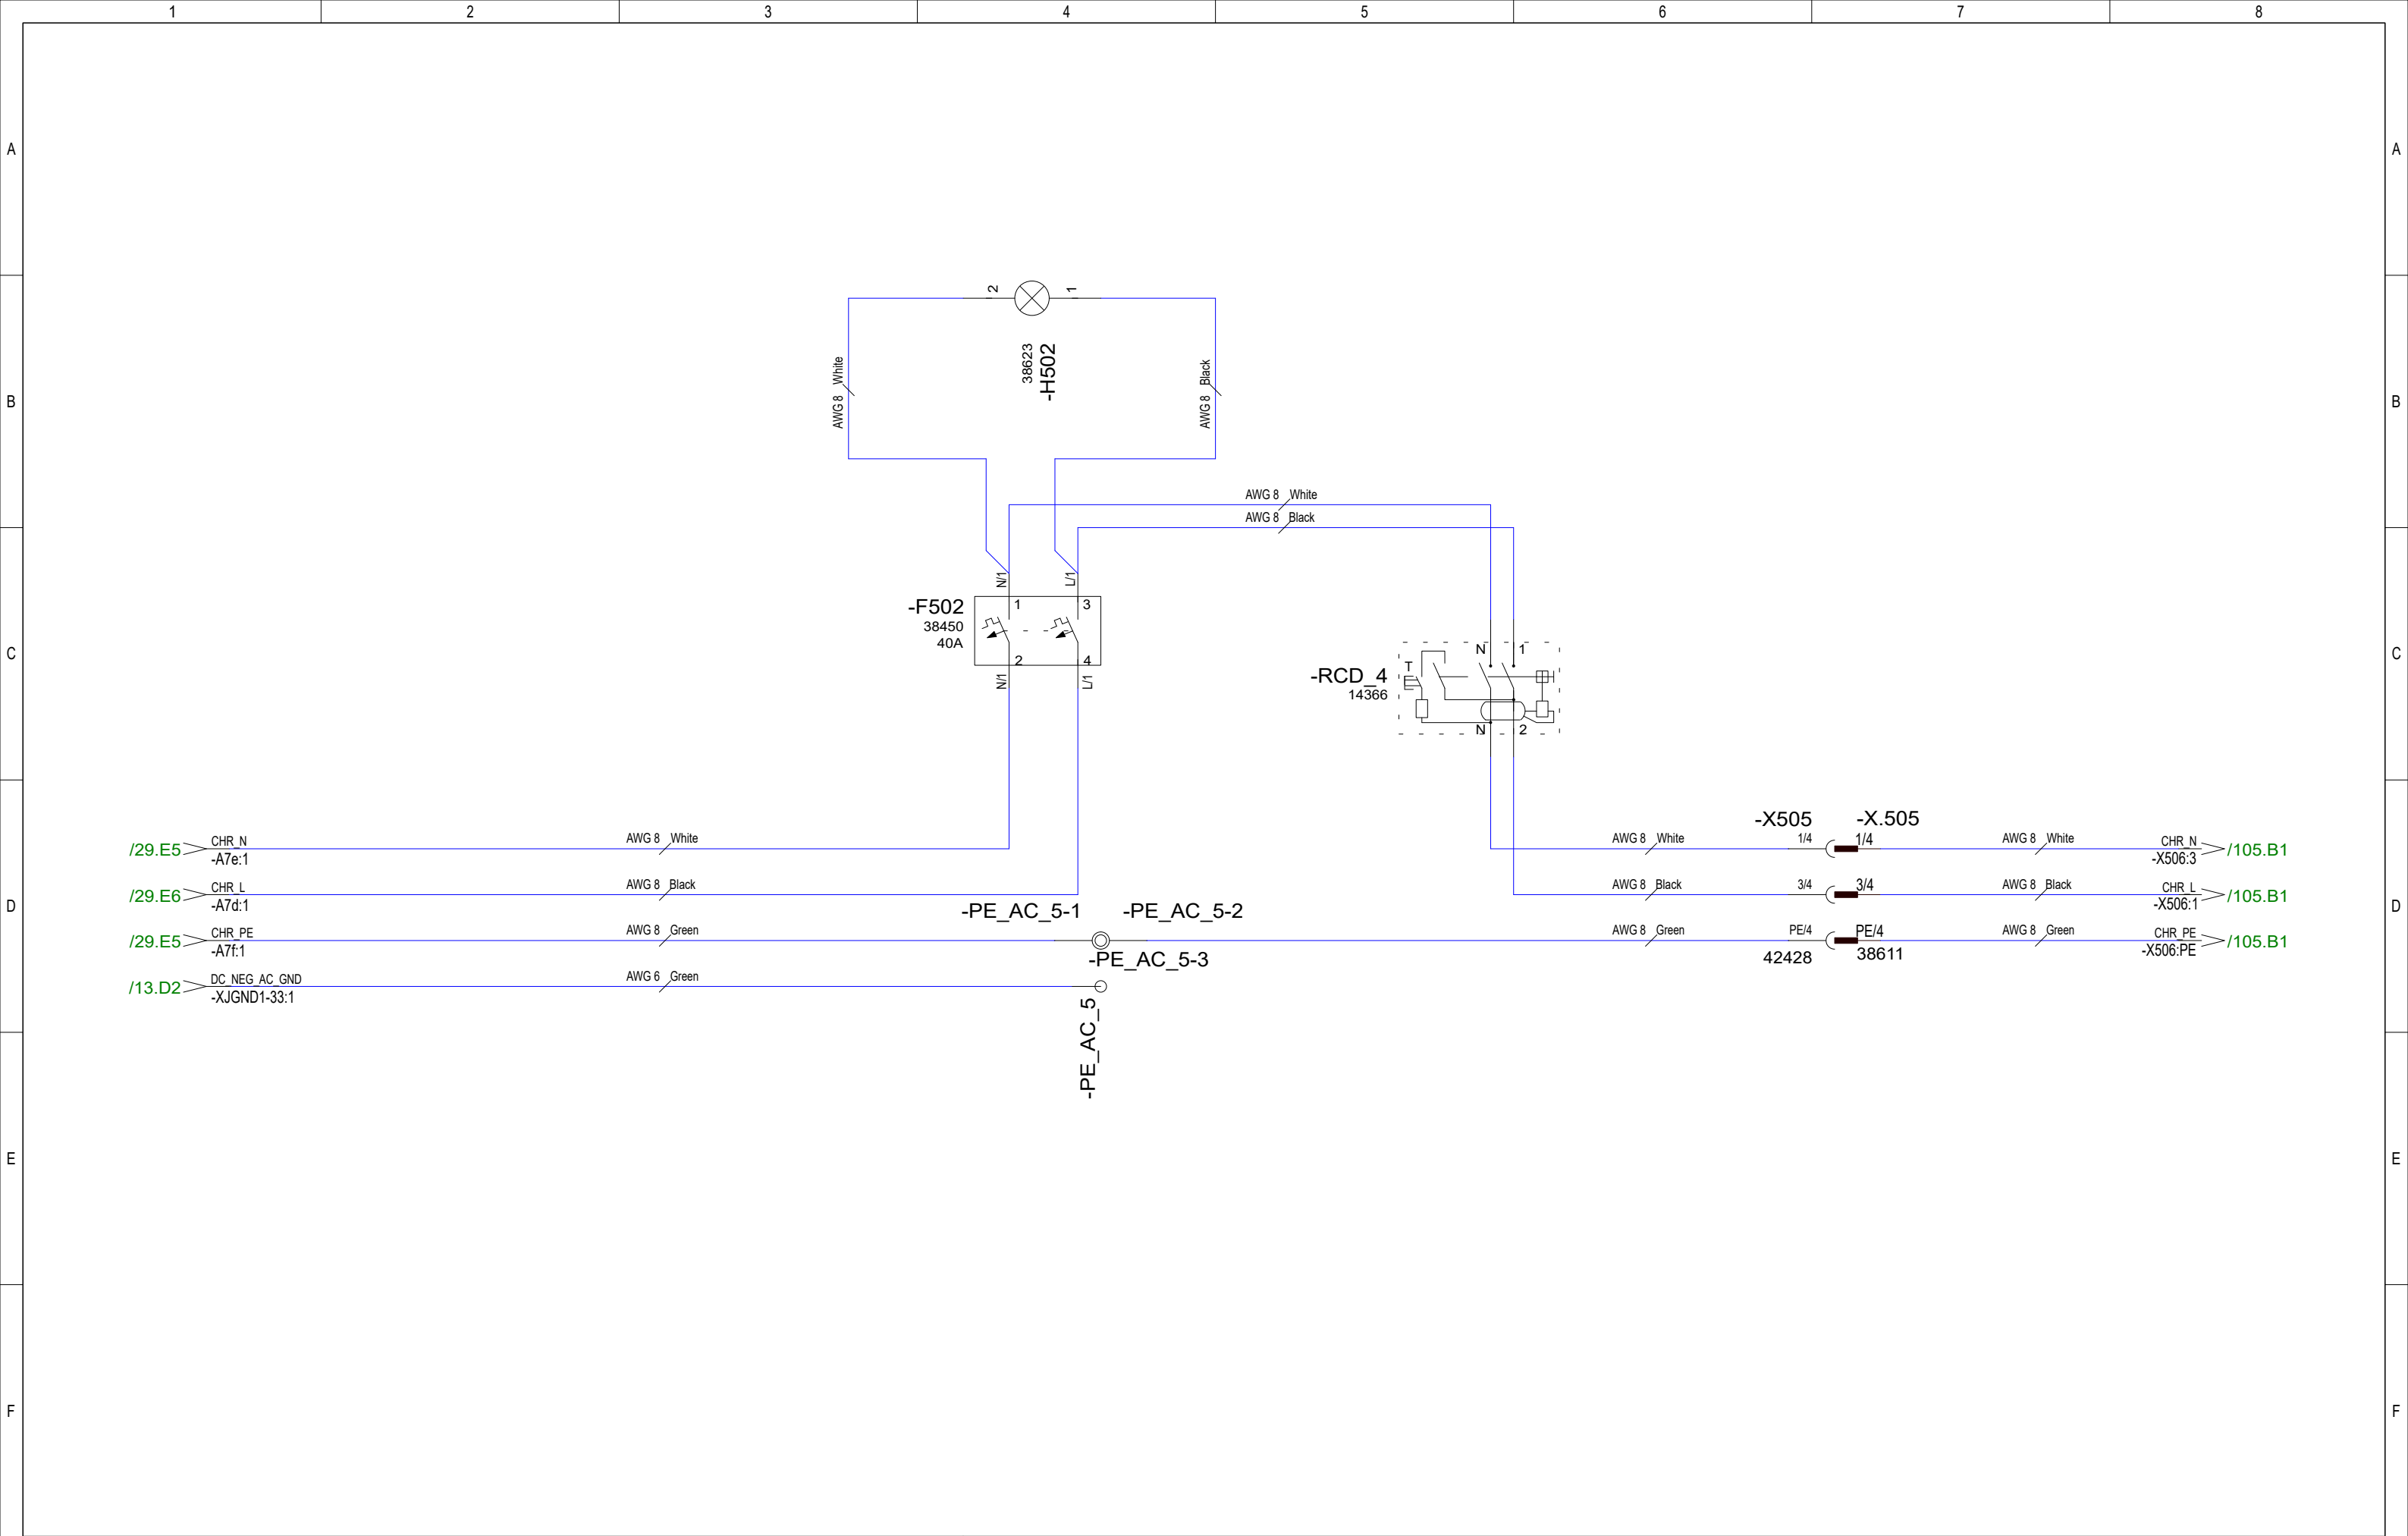 1 2 3 4 5 6 7 8
A A
2 1
38623
-H502
AWG 8 White
AWG 8 Black
B B
AWG 8 White
AWG 8 Black
N/1 L/1
-F502
38450
40A
1 3
2 4
N/1 L/1
C C
-RCD_4
14366
T
N 1
N 2
-X505 -X.505
/29.E5 CHR_N
-A7e:1
AWG 8 White
AWG 8 White
1/4 1/4
AWG 8 White
CHR_N
-X506:3
/105.B1
/29.E6 CHR_L
-A7d:1
AWG 8 Black
AWG 8 Black
3/4 3/4
AWG 8 Black
CHR_L
-X506:1
/105.B1
D D
-PE_AC_5-1 -PE_AC_5-2
/29.E5 CHR_PE
-A7f:1
AWG 8 Green
AWG 8 Green
PE/4 PE/4
AWG 8 Green
CHR_PE
-X506:PE
/105.B1
-PE_AC_5-3
42428 38611
/13.D2 DC_NEG_AC_GND
-XJGND1-33:1
AWG 6 Green
-PE_AC_5
E E
F F